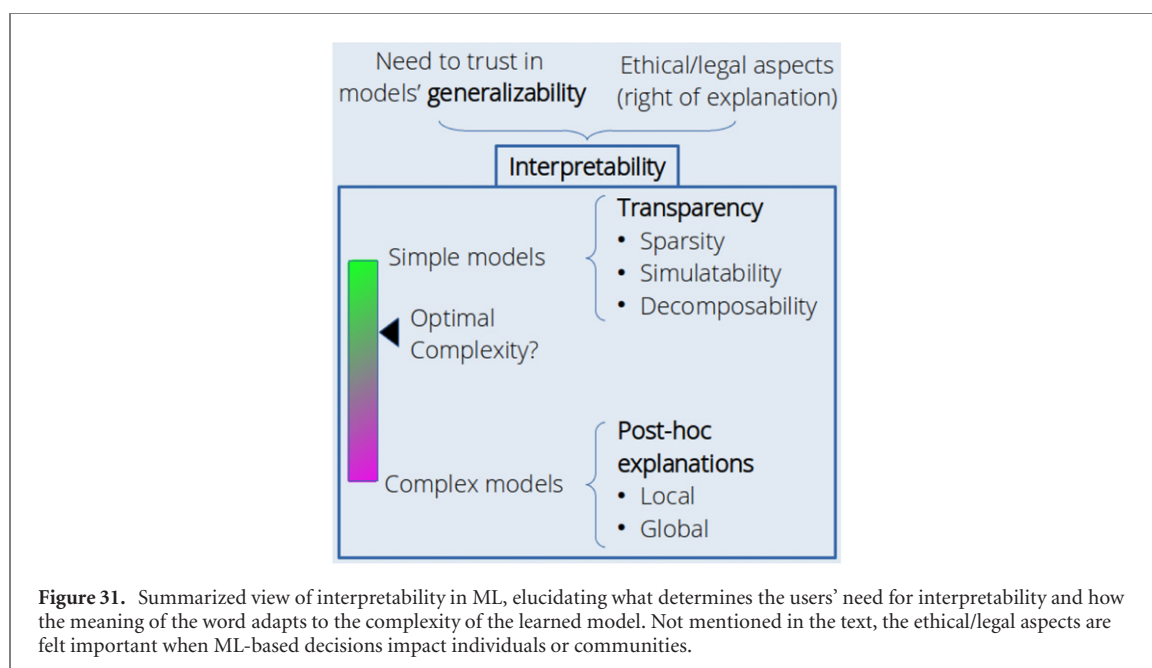 Need to trust in
models’ generalizability
Ethical/legal aspects
(right of explanation)
Interpretability
Simple models
Transparency
• Sparsity
• Simulatability
• Decomposability
Optimal
Complexity?
Complex models
Post-hoc
explanations
• Local
• Global
Figure 31. Summarized view of interpretability in ML, elucidating what determines the users’ need for interpretability and how
the meaning of the word adapts to the complexity of the learned model. Not mentioned in the text, the ethical/legal aspects are
felt important when ML-based decisions impact individuals or communities.